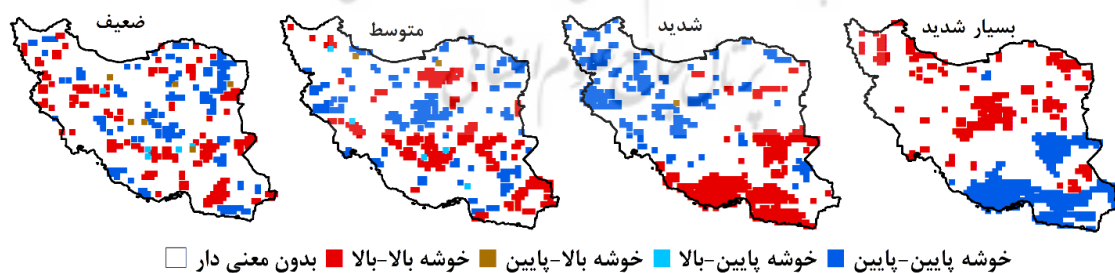 بسیار شدید
شدید
متوسط
ضعیف
خوشه پایین-پایین
خوشه پایین-بالا
خوشه بالا-پایین
خوشه بالا-بالا
بدون معنی دار